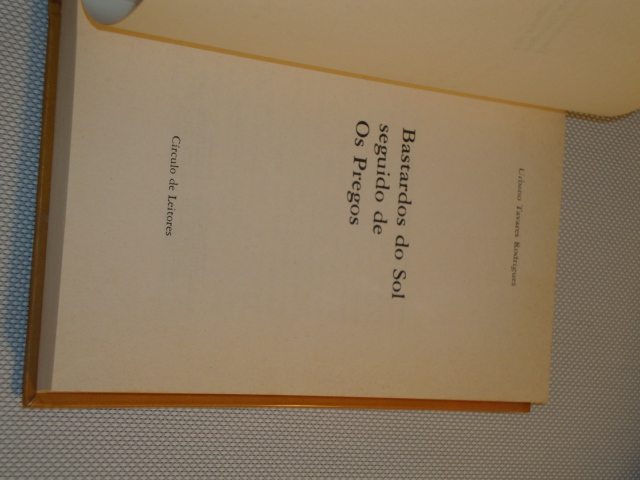 Urbano Tavares Rodrigues
Bastardos do Sol
seguido de
Os Pregos
Círculo de Leitores